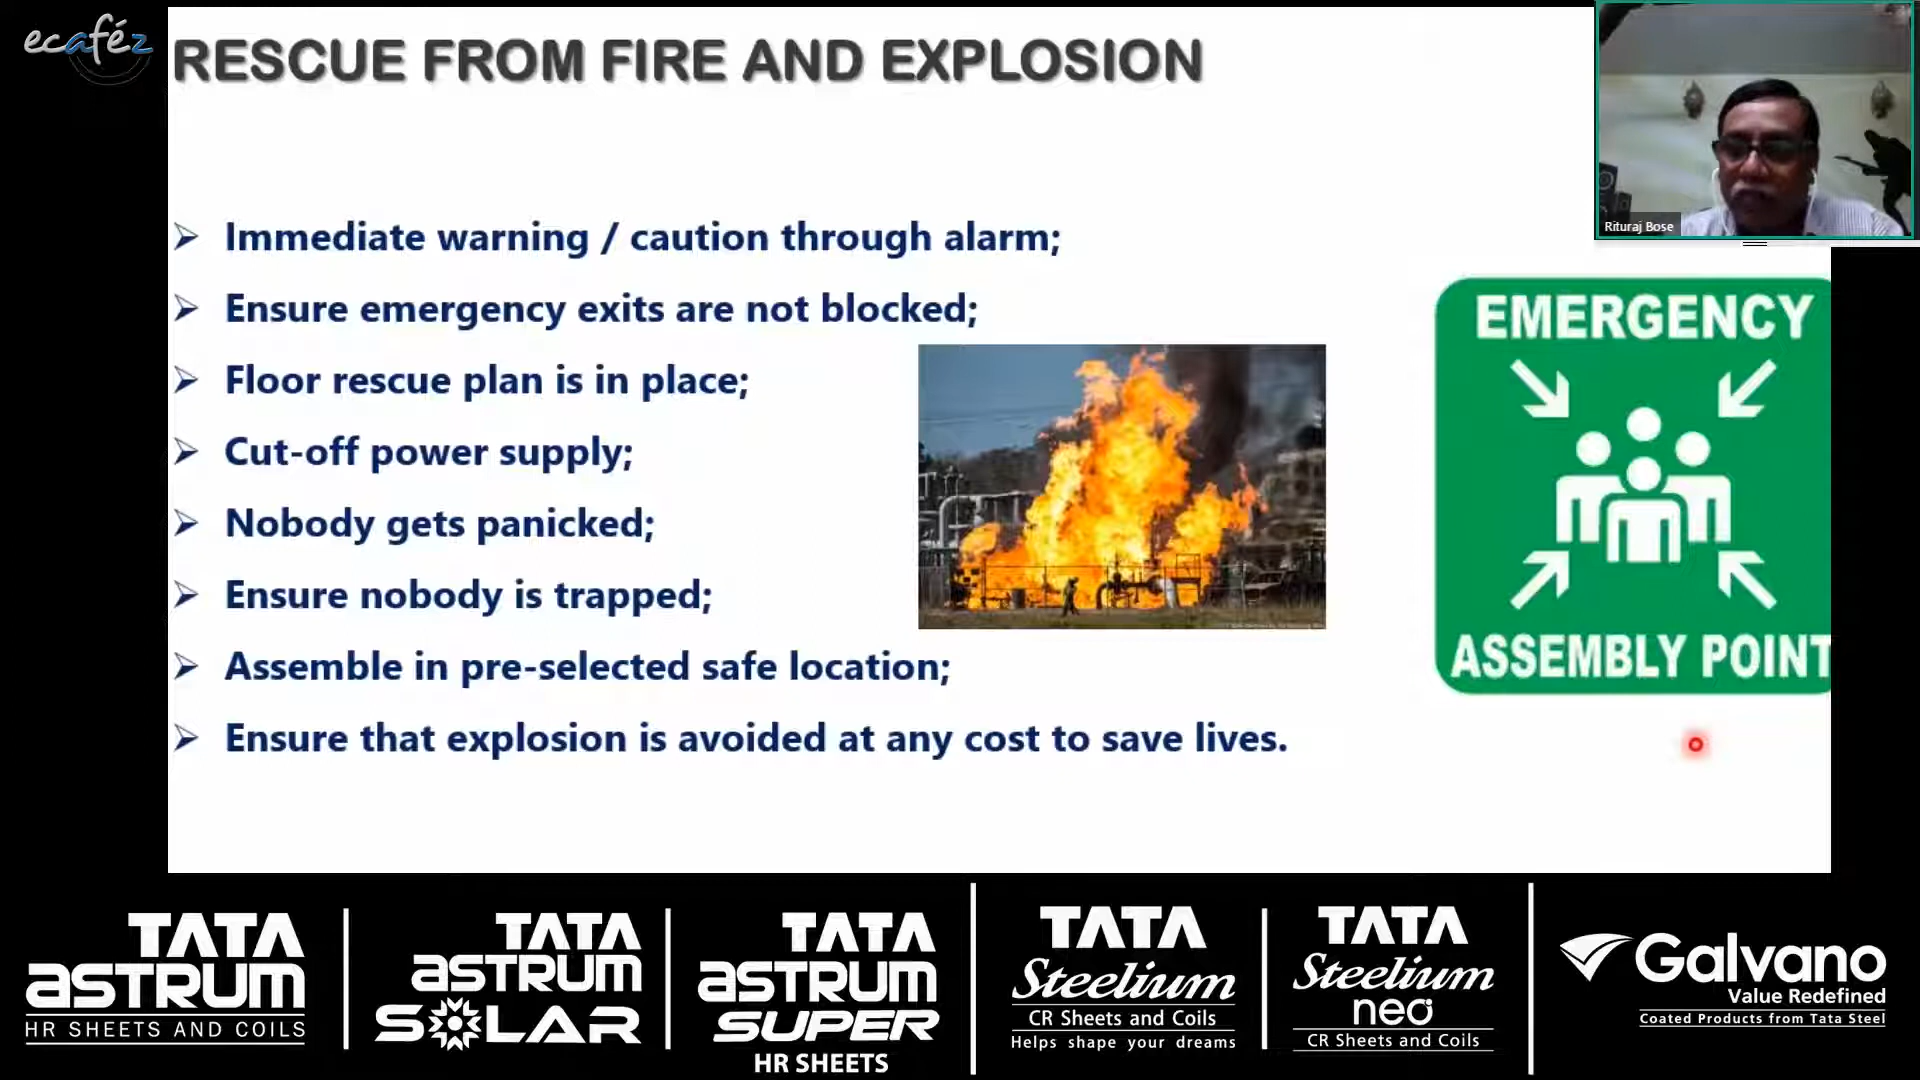 ecaféz
RESCUE FROM FIRE AND EXPLOSION
Rituraj Bose
Immediate warning / caution through alarm;
Ensure emergency exits are not blocked;
Floor rescue plan is in place;
Cut-off power supply;
Nobody gets panicked;
Ensure nobody is trapped;
Assemble in pre-selected safe location;
Ensure that explosion is avoided at any cost to save lives.
EMERGENCY
ASSEMBLY POINT
TATA
ASTRUM
HR SHEETS AND COILS
TATA
ASTRUM
SOLAR
TATA
ASTRUM
SUPER
HR SHEETS
TATA
Steelium
CR Sheets and Coils
Helps shape your dreams
TATA
Steelium
neo
CR Sheets and Coils
Galvano
Value Redefined
Coated Products from Tata Steel